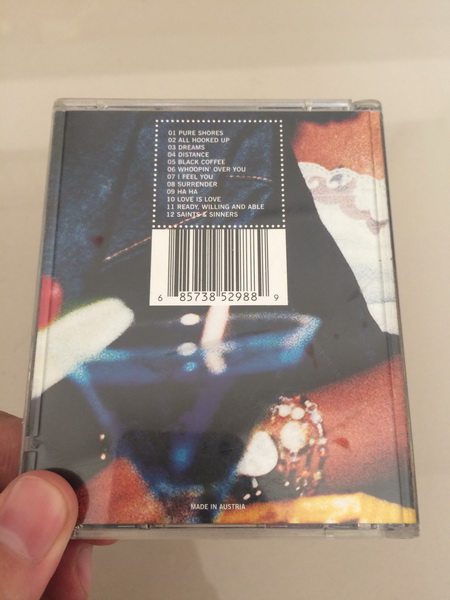 01 PURE SHORES
02 ALL HOOKED UP
03 DREAMS
04 DISTANCE
05 BLACK COFFEE
06 WHOOPIN' OVER YOU
07 I FEEL YOU
08 SURRENDER
09 HA HA
10 LOVE IS LOVE
11 READY, WILLING AND ABLE
12 SAINTS & SINNERS
6 85738 52988 9
MADE IN AUSTRIA